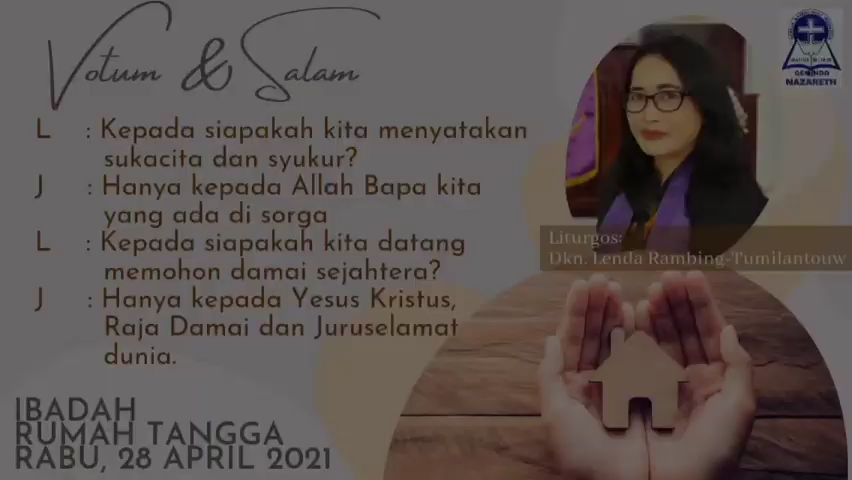 Votum & Salam
L : Kepada siapakah kita menyatakan
sukacita dan syukur?
J : Hanya kepada Allah Bapa kita
yang ada di sorga
L : Kepada siapakah kita datang
memohon damai sejahtera?
J : Hanya kepada Yesus Kristus,
Raja Damai dan Juruselamat
dunia.
IBADAH
RUMAH TANGGA
RABU, 28 APRIL 2021
NAZARETH
Liturgos:
Dkn. Lenda Rambing-Tumilantouw